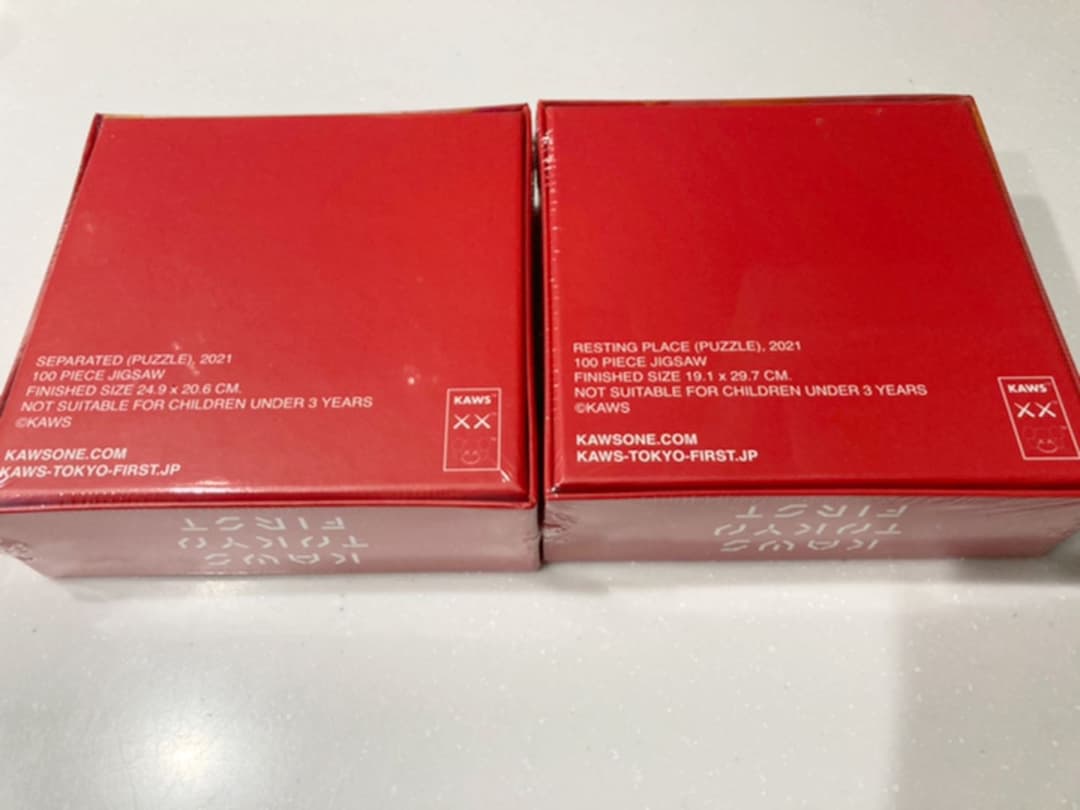 SEPARATED (PUZZLE), 2021
100 PIECE JIGSAW
FINISHED SIZE 24.9 x 20.6 CM.
NOT SUITABLE FOR CHILDREN UNDER 3 YEARS
©KAWS
KAWSONE.COM
KAWS-TOKYO-FIRST.JP
KAWS™
XX
KAWS
TOKYO
FIRST
RESTING PLACE (PUZZLE), 2021
100 PIECE JIGSAW
FINISHED SIZE 19.1 x 29.7 CM.
NOT SUITABLE FOR CHILDREN UNDER 3 YEARS
©KAWS
KAWSONE.COM
KAWS-TOKYO-FIRST.JP
KAWS™
XX™
KAWS
TOKYO
FIRST